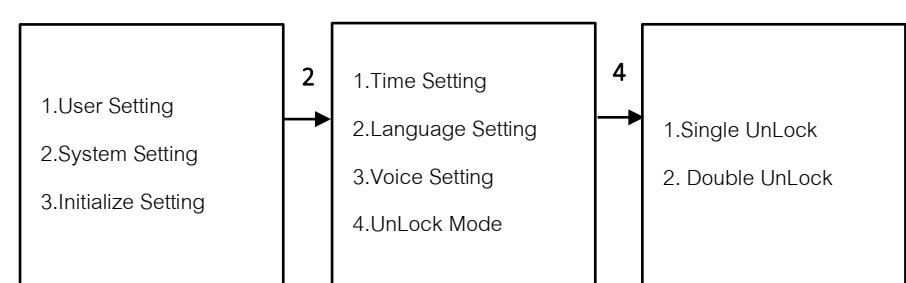 1.User Setting
2.System Setting
3.Initialize Setting
2
1.Time Setting
2.Language Setting
3.Voice Setting
4.UnLock Mode
4
1.Single UnLock
2. Double UnLock